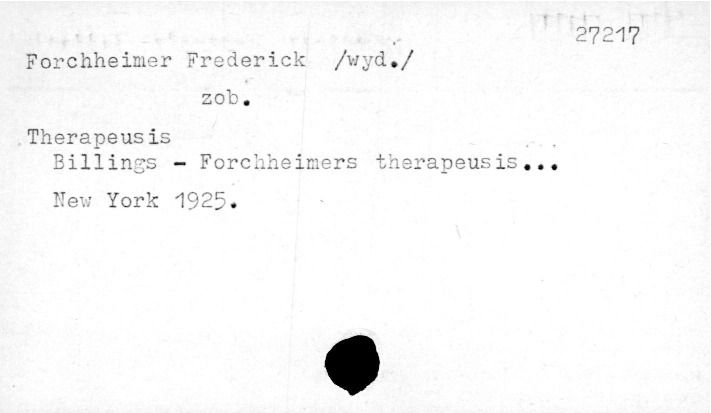 27217
Forchheimer Frederick /wyd./
zob.
Therapeusis
Billings - Forchheimers therapeusis...
New York 1925.